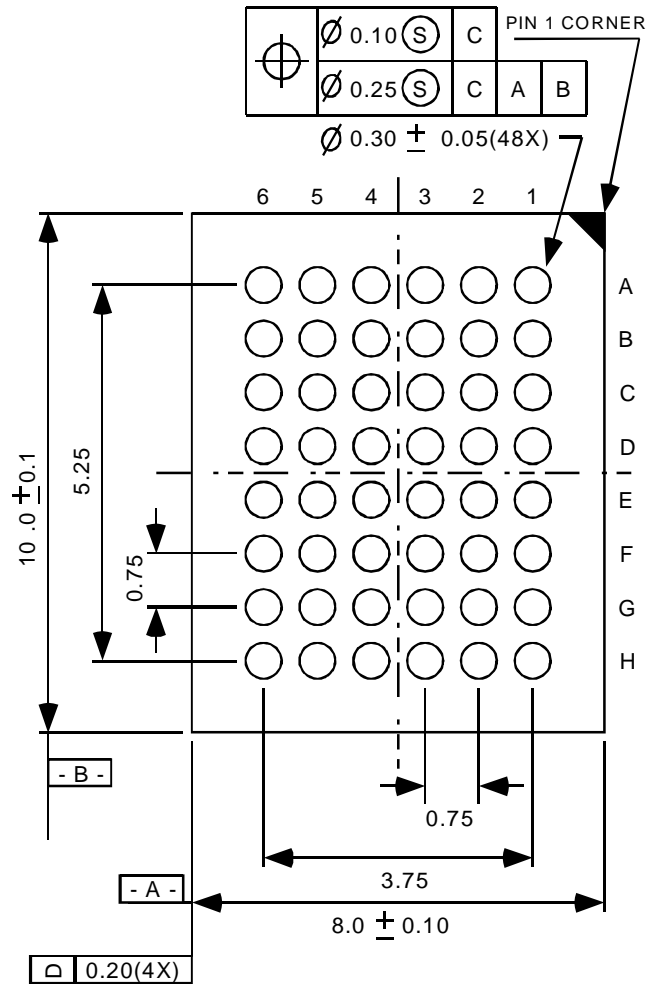 Ø 0.10 Ⓢ C
PIN 1 CORNER
Ø 0.25 Ⓢ C A B
Ø 0.30 ± 0.05(48X)
6 5 4 3 2 1
A
B
C
D
E
F
G
H
10 .0 ± 0.1
5.25
0.75
- B -
0.75
3.75
- A -
8.0 ± 0.10
D 0.20(4X)